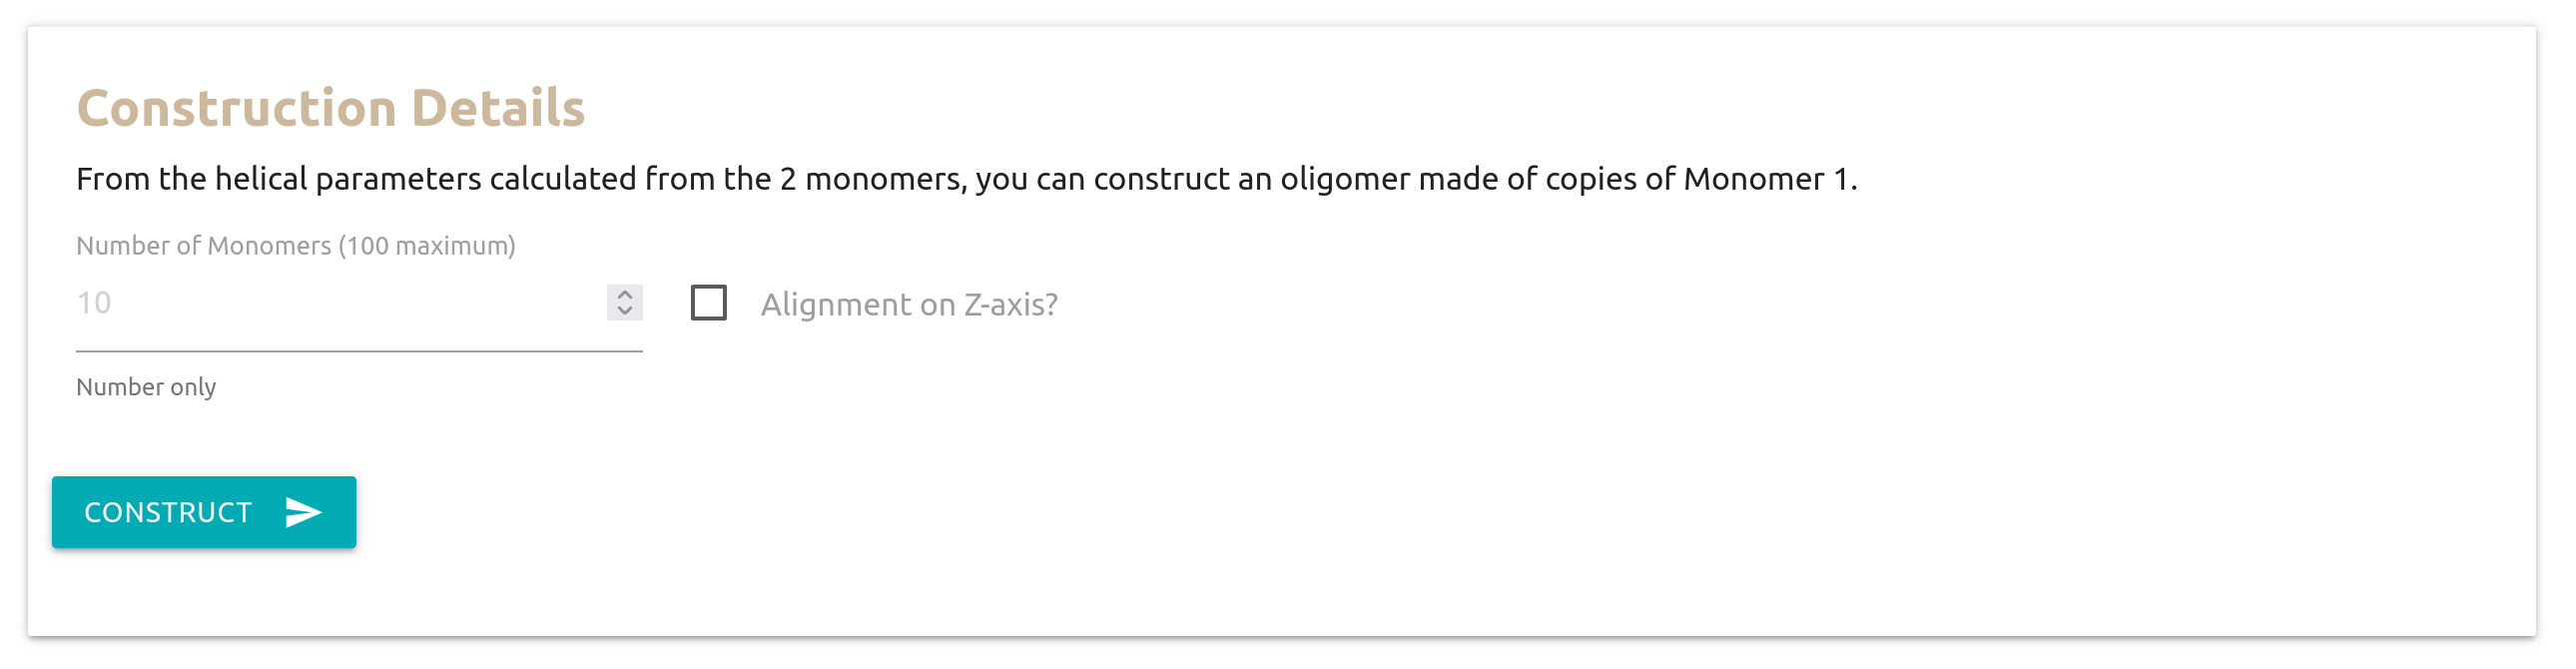 Construction Details
From the helical parameters calculated from the 2 monomers, you can construct an oligomer made of copies of Monomer 1.
Number of Monomers (100 maximum)
10
Alignment on Z-axis?
Number only
CONSTRUCT